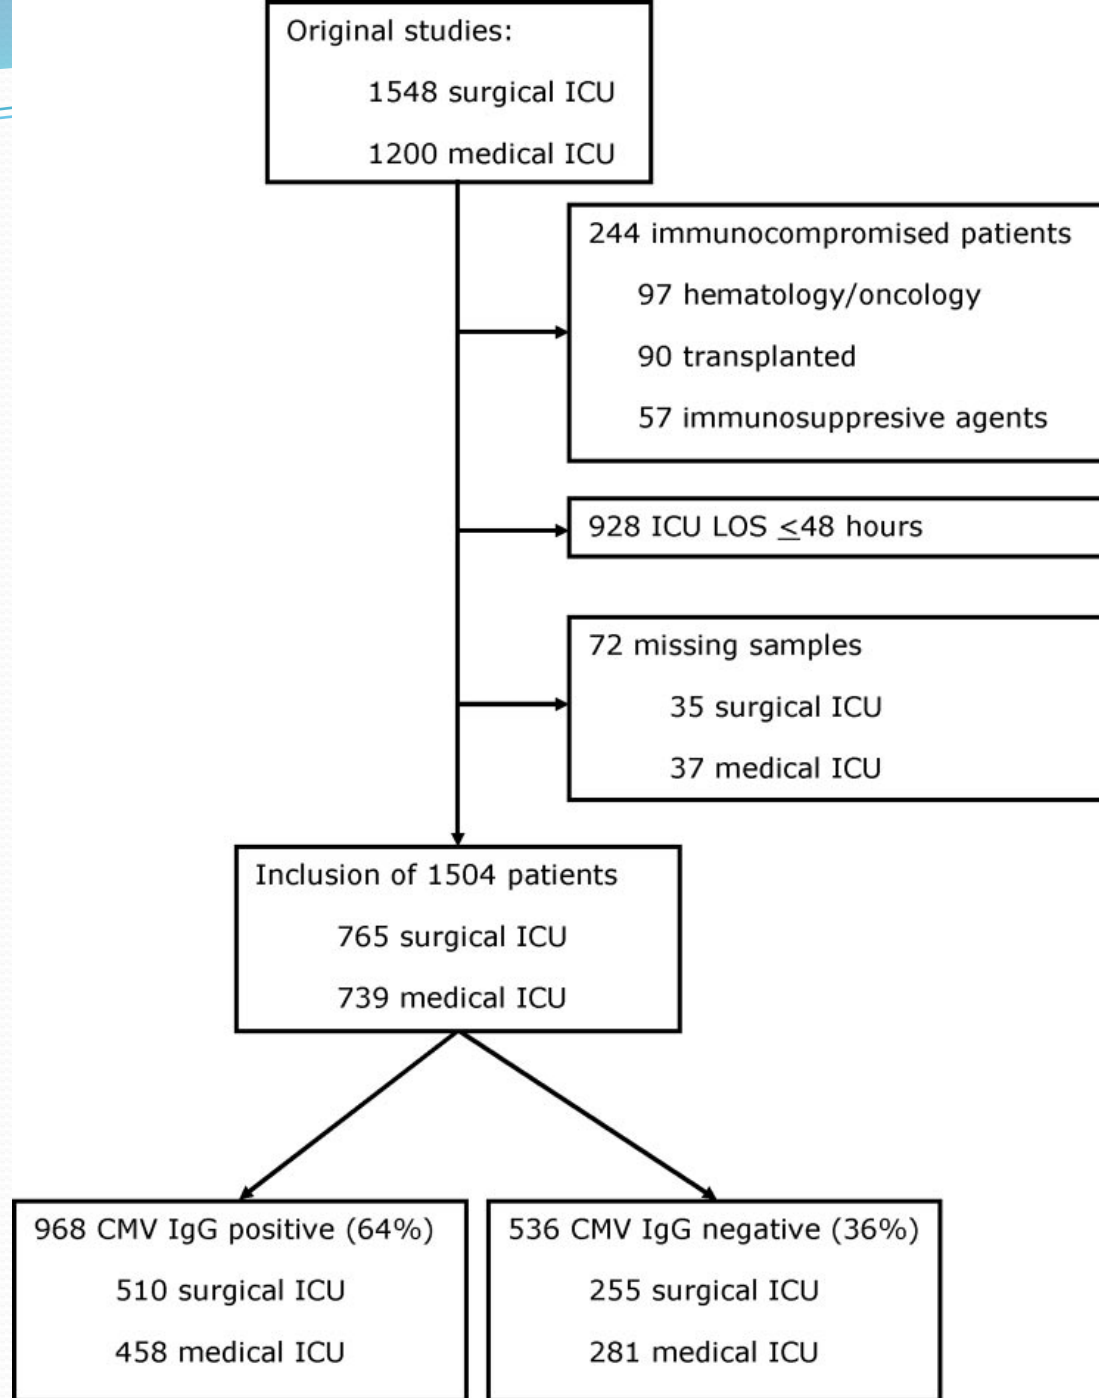 Original studies:
1548 surgical ICU
1200 medical ICU
244 immunocompromised patients
97 hematology/oncology
90 transplanted
57 immunosuppresive agents
928 ICU LOS ≤48 hours
72 missing samples
35 surgical ICU
37 medical ICU
Inclusion of 1504 patients
765 surgical ICU
739 medical ICU
968 CMV IgG positive (64%)
510 surgical ICU
458 medical ICU
536 CMV IgG negative (36%)
255 surgical ICU
281 medical ICU